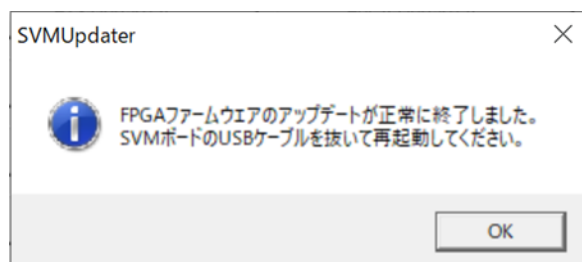 SVMUpdater
FPGAファームウェアのアップデートが正常に終了しました。
SVMボードのUSBケーブルを抜いて再起動してください。
OK